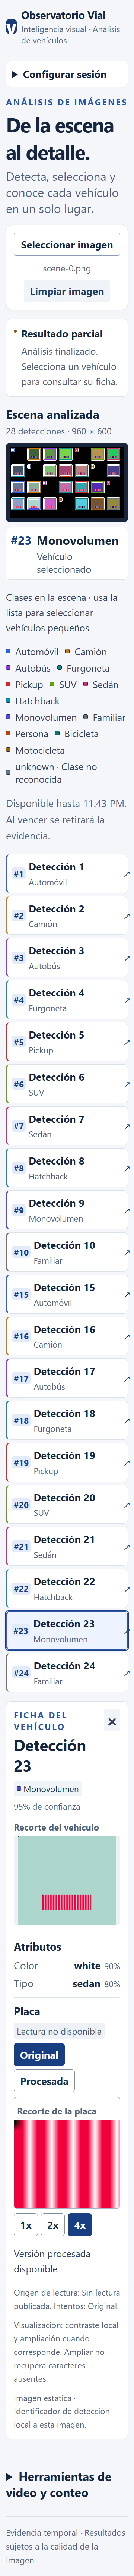 Observatorio Vial
Inteligencia visual · Análisis
de vehículos
▶ Configurar sesión
ANÁLISIS DE IMÁGENES
De la escena
al detalle.
Detecta, selecciona y
conoce cada vehículo
en un solo lugar.
Seleccionar imagen
scene-0.png
Limpiar imagen
Resultado parcial
Análisis finalizado.
Selecciona un vehículo
para consultar su ficha.
Escena analizada
28 detecciones · 960 × 600
#23 Monovolumen
Vehículo
seleccionado
Clases en la escena · usa la
lista para seleccionar
vehículos pequeños
Automóvil Camión
Autobús Furgoneta
Pickup SUV Sedán
Hatchback
Monovolumen Familiar
Persona Bicicleta
Motocicleta
unknown · Clase no
reconocida
Disponible hasta 11:43 PM.
Al vencer se retirará la
evidencia.
#1 Detección 1 ↗
Automóvil
#2 Detección 2 ↗
Camión
#3 Detección 3 ↗
Autobús
#4 Detección 4 ↗
Furgoneta
#5 Detección 5 ↗
Pickup
#6 Detección 6 ↗
SUV
#7 Detección 7 ↗
Sedán
#8 Detección 8 ↗
Hatchback
#9 Detección 9 ↗
Monovolumen
#10 Detección 10 ↗
Familiar
#15 Detección 15 ↗
Automóvil
#16 Detección 16 ↗
Camión
#17 Detección 17 ↗
Autobús
#18 Detección 18 ↗
Furgoneta
#19 Detección 19 ↗
Pickup
#20 Detección 20 ↗
SUV
#21 Detección 21 ↗
Sedán
#22 Detección 22 ↗
Hatchback
#23 Detección 23 ↗
Monovolumen
#24 Detección 24 ↗
Familiar
FICHA DEL
VEHÍCULO
Detección
23
Monovolumen
95% de confianza
Recorte del vehículo
Atributos
Color white 90%
Tipo sedan 80%
Placa
Lectura no disponible
Original
Procesada
Recorte de la placa
1x 2x 4x
Versión procesada
disponible
Origen de lectura: Sin lectura
publicada. Intentos: Original.
Visualización: contraste local
y ampliación cuando
corresponde. Ampliar no
recupera caracteres
ausentes.
Imagen estática ·
Identificador de detección
local a esta imagen.
▶ Herramientas de
video y conteo
Evidencia temporal · Resultados
sujetos a la calidad de la
imagen